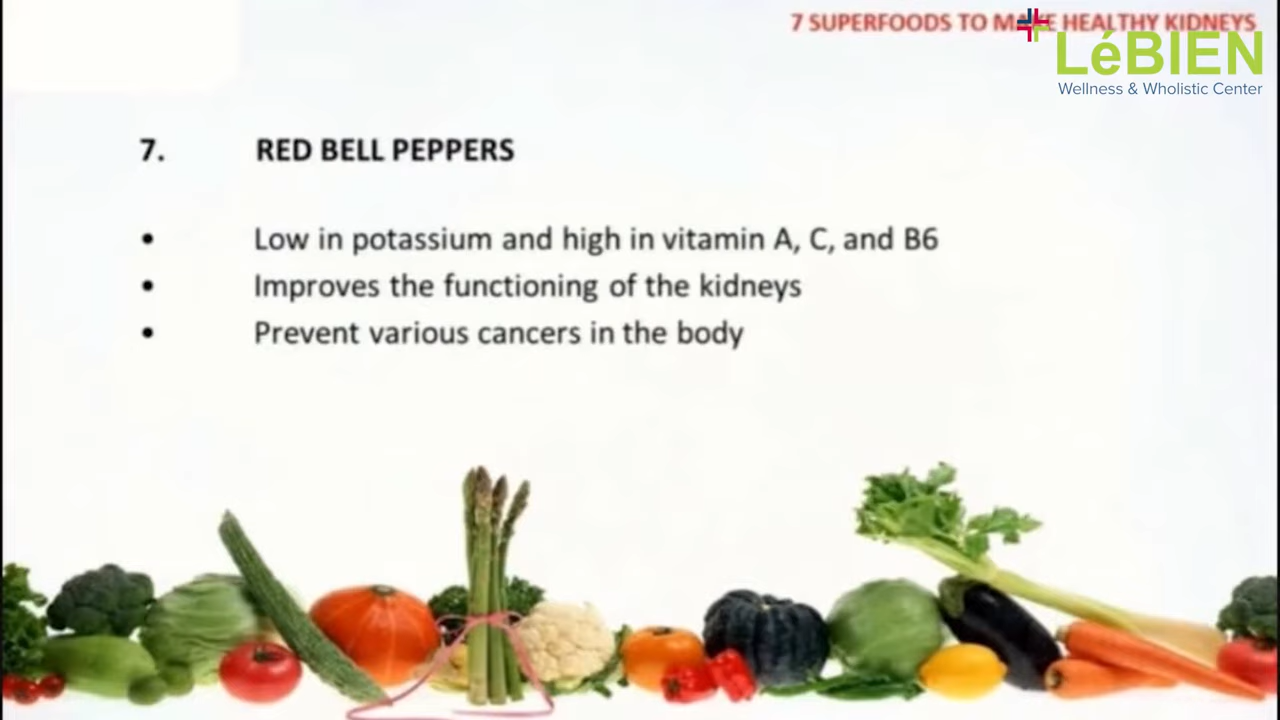 7 SUPERFOODS TO MAKE HEALTHY KIDNEYS
LéBIEN
Wellness & Wholistic Center
7. RED BELL PEPPERS
• Low in potassium and high in vitamin A, C, and B6
• Improves the functioning of the kidneys
• Prevent various cancers in the body